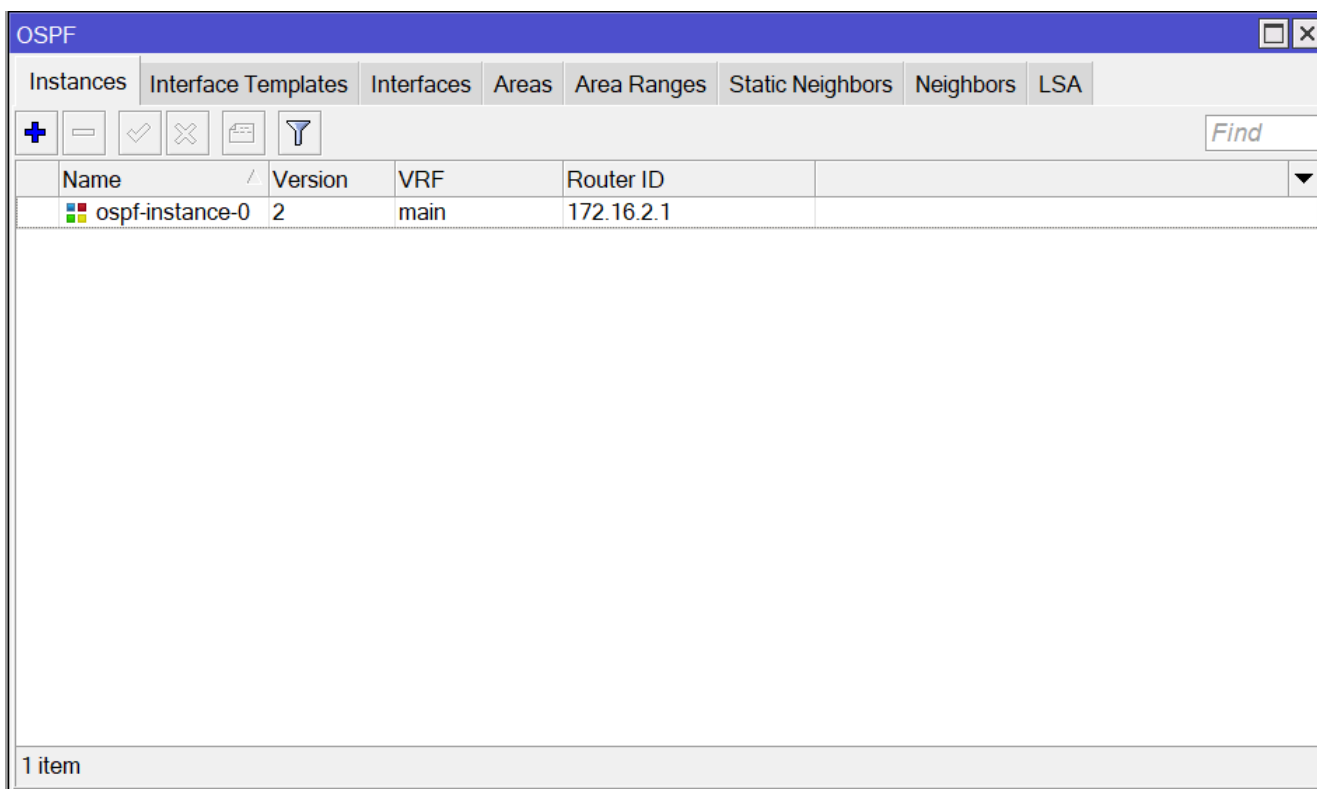 OSPF
Instances Interface Templates Interfaces Areas Area Ranges Static Neighbors Neighbors LSA
Find
Name Version VRF Router ID
ospf-instance-0 2 main 172.16.2.1
1 item